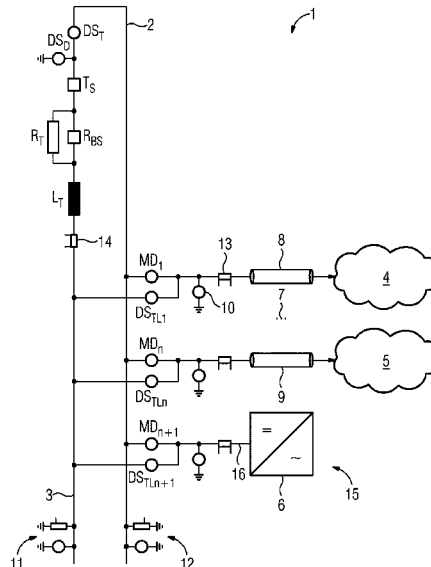 1
2
DS_T
DS_D
T_S
R_T
R_BS
L_T
14
MD_1
13
8
4
10
7
DS_TL1
MD_n
5
9
DS_TLn
MD_n+1
=
~
16
15
DS_TLn+1
6
3
11
12